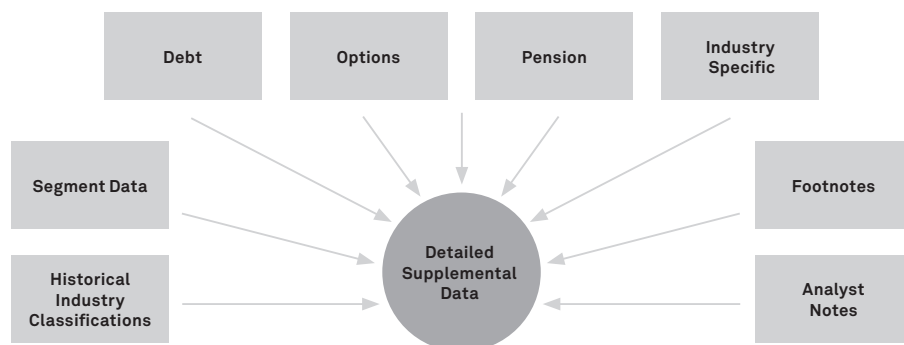 Debt
Options
Pension
Industry
Specific
Segment Data
Footnotes
Detailed
Supplemental
Data
Historical
Industry
Classifications
Analyst
Notes